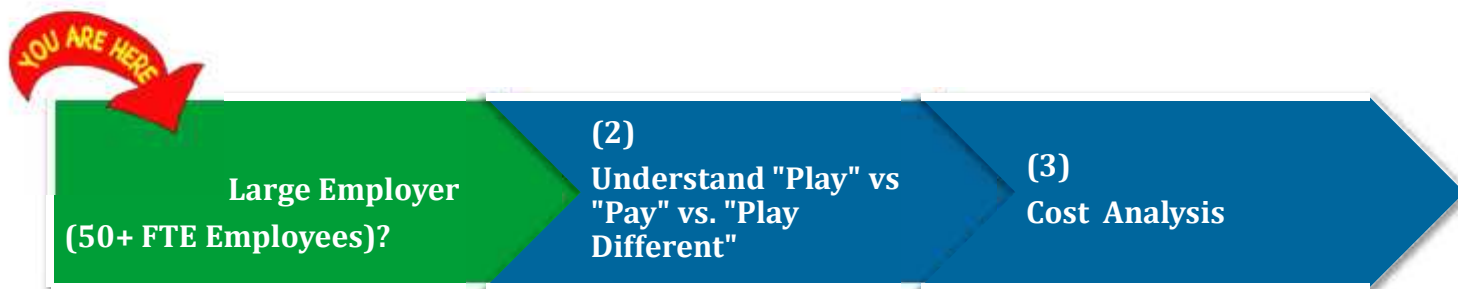 YOU ARE HERE
Large Employer
(50+ FTE Employees)?
(2)
Understand "Play" vs
"Pay" vs. "Play
Different"
(3)
Cost Analysis